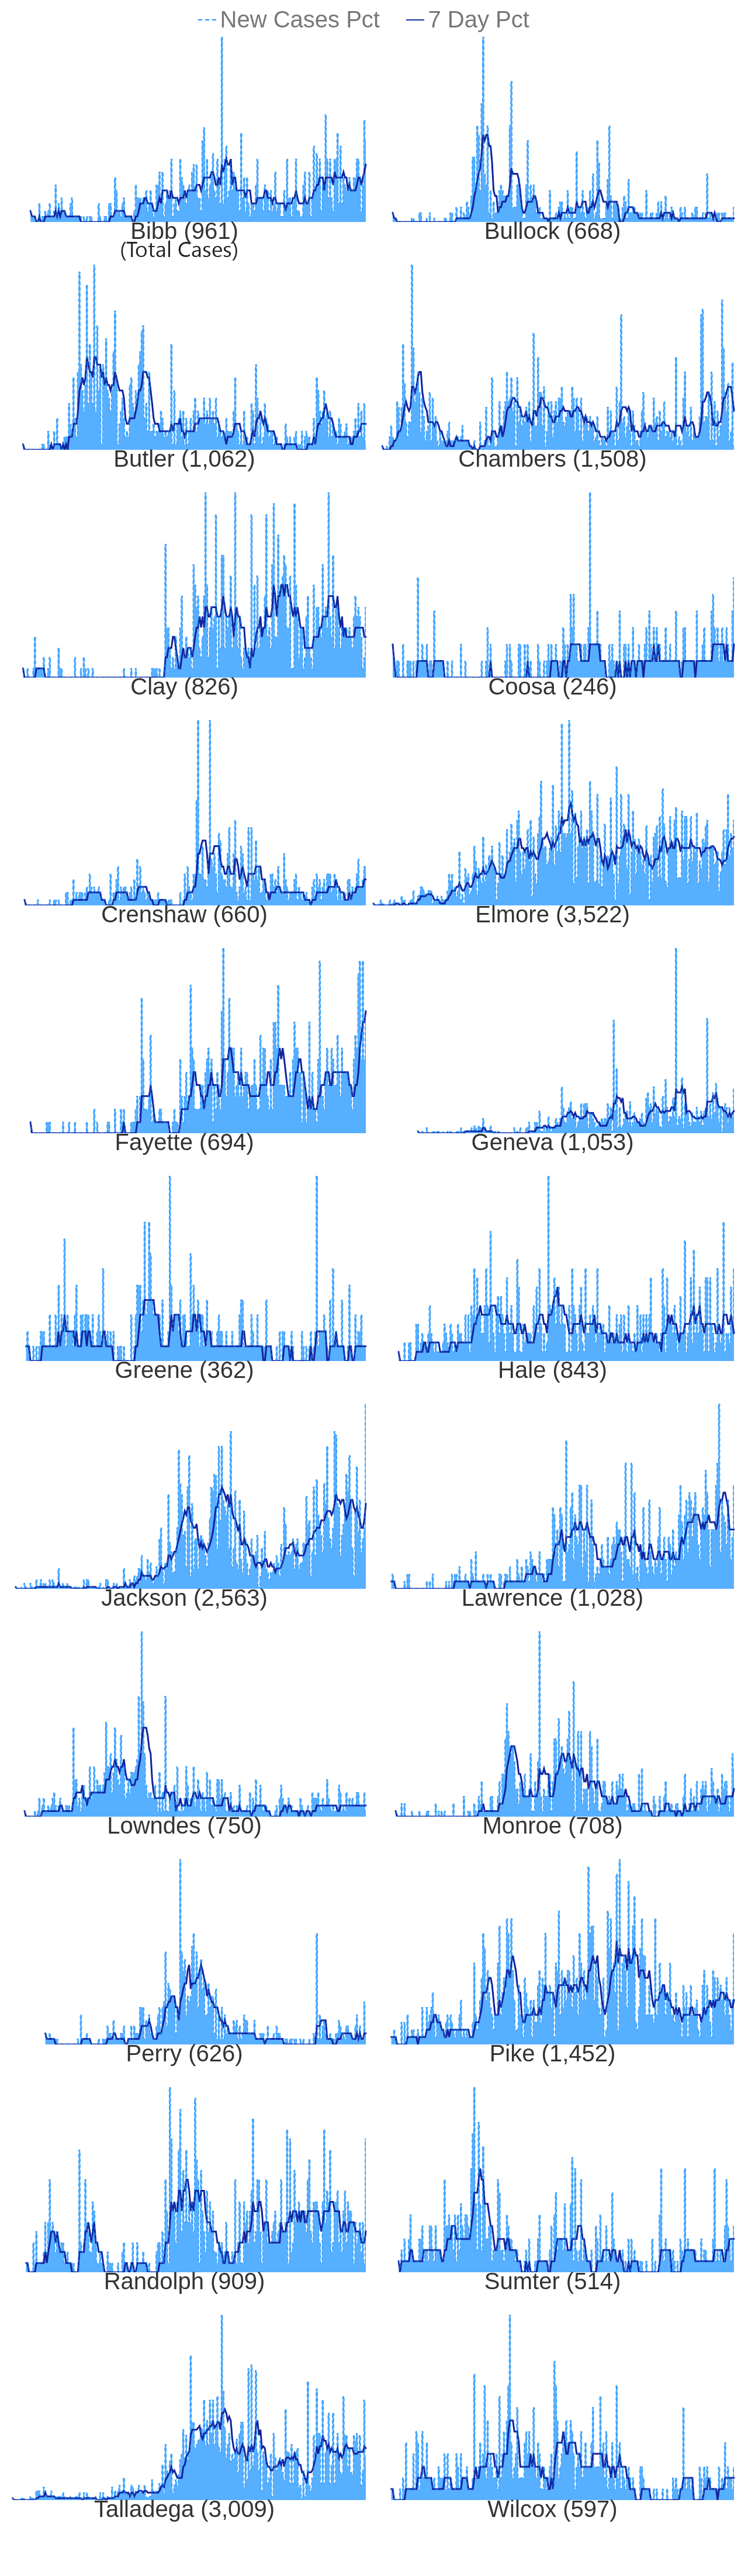 New Cases Pct 7 Day Pct
Bibb (961) Bullock (668)
(Total Cases)
Butler (1,062) Chambers (1,508)
Clay (826) Coosa (246)
Crenshaw (660) Elmore (3,522)
Fayette (694) Geneva (1,053)
Greene (362) Hale (843)
Jackson (2,563) Lawrence (1,028)
Lowndes (750) Monroe (708)
Perry (626) Pike (1,452)
Randolph (909) Sumter (514)
Talladega (3,009) Wilcox (597)